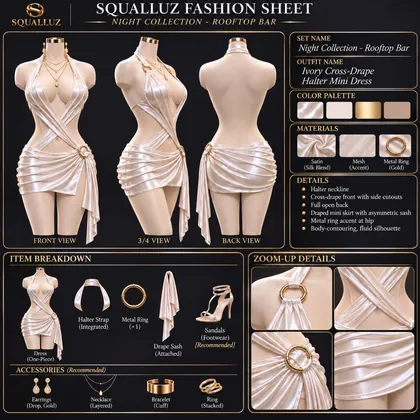 SQUALLUZ
SQUALLUZ FASHION SHEET
NIGHT COLLECTION - ROOFTOP BAR
SET NAME
Night Collection - Rooftop Bar
OUTFIT NAME
Ivory Cross-Drape
Halter Mini Dress
COLOR PALETTE
MATERIALS
Satin
(Silk Blend)
Mesh
(Accent)
Metal Ring
(Gold)
DETAILS
• Halter neckline
• Cross-drape front with side cutouts
• Full open back
• Draped mini skirt with asymmetric sash
• Metal ring accent at hip
• Body-contouring, fluid silhouette
FRONT VIEW
3/4 VIEW
BACK VIEW
ITEM BREAKDOWN
Dress
(One-Piece)
Halter Strap
(Integrated)
Metal Ring
(×1)
Drape Sash
(Attached)
Sandals
(Footwear)
[Recommended]
ACCESSORIES (Recommended)
Earrings
(Drop, Gold)
Necklace
(Layered)
Bracelet
(Cuff)
Ring
(Stacked)
ZOOM-UP DETAILS